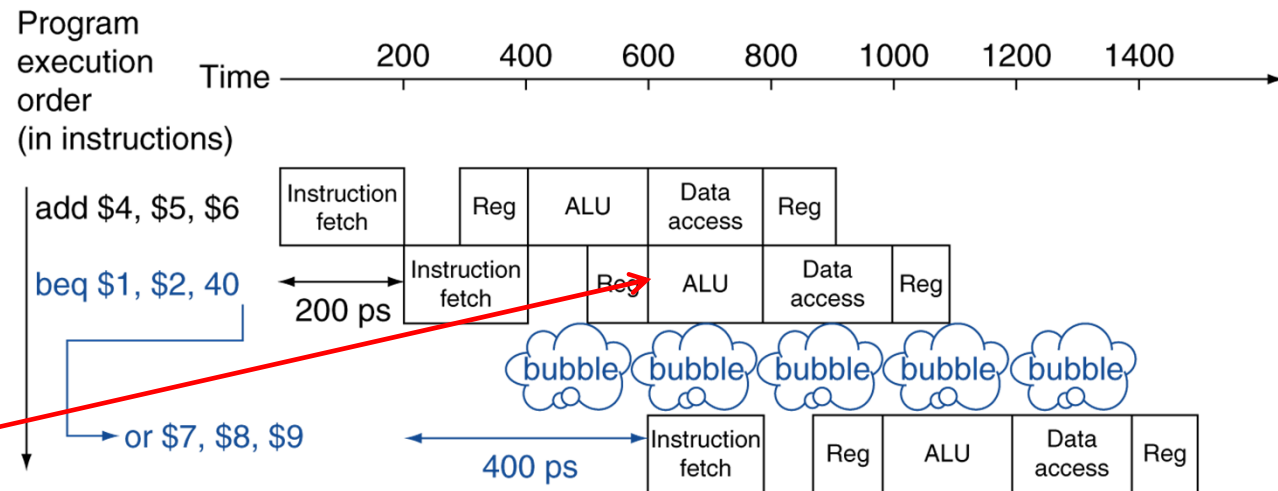 Program
execution
order
(in instructions)
Time
200 400 600 800 1000 1200 1400
add $4, $5, $6
Instruction
fetch
Reg
ALU
Data
access
Reg
beq $1, $2, 40
200 ps
Instruction
fetch
Reg
ALU
Data
access
Reg
bubble bubble bubble bubble bubble
or $7, $8, $9
400 ps
Instruction
fetch
Reg
ALU
Data
access
Reg